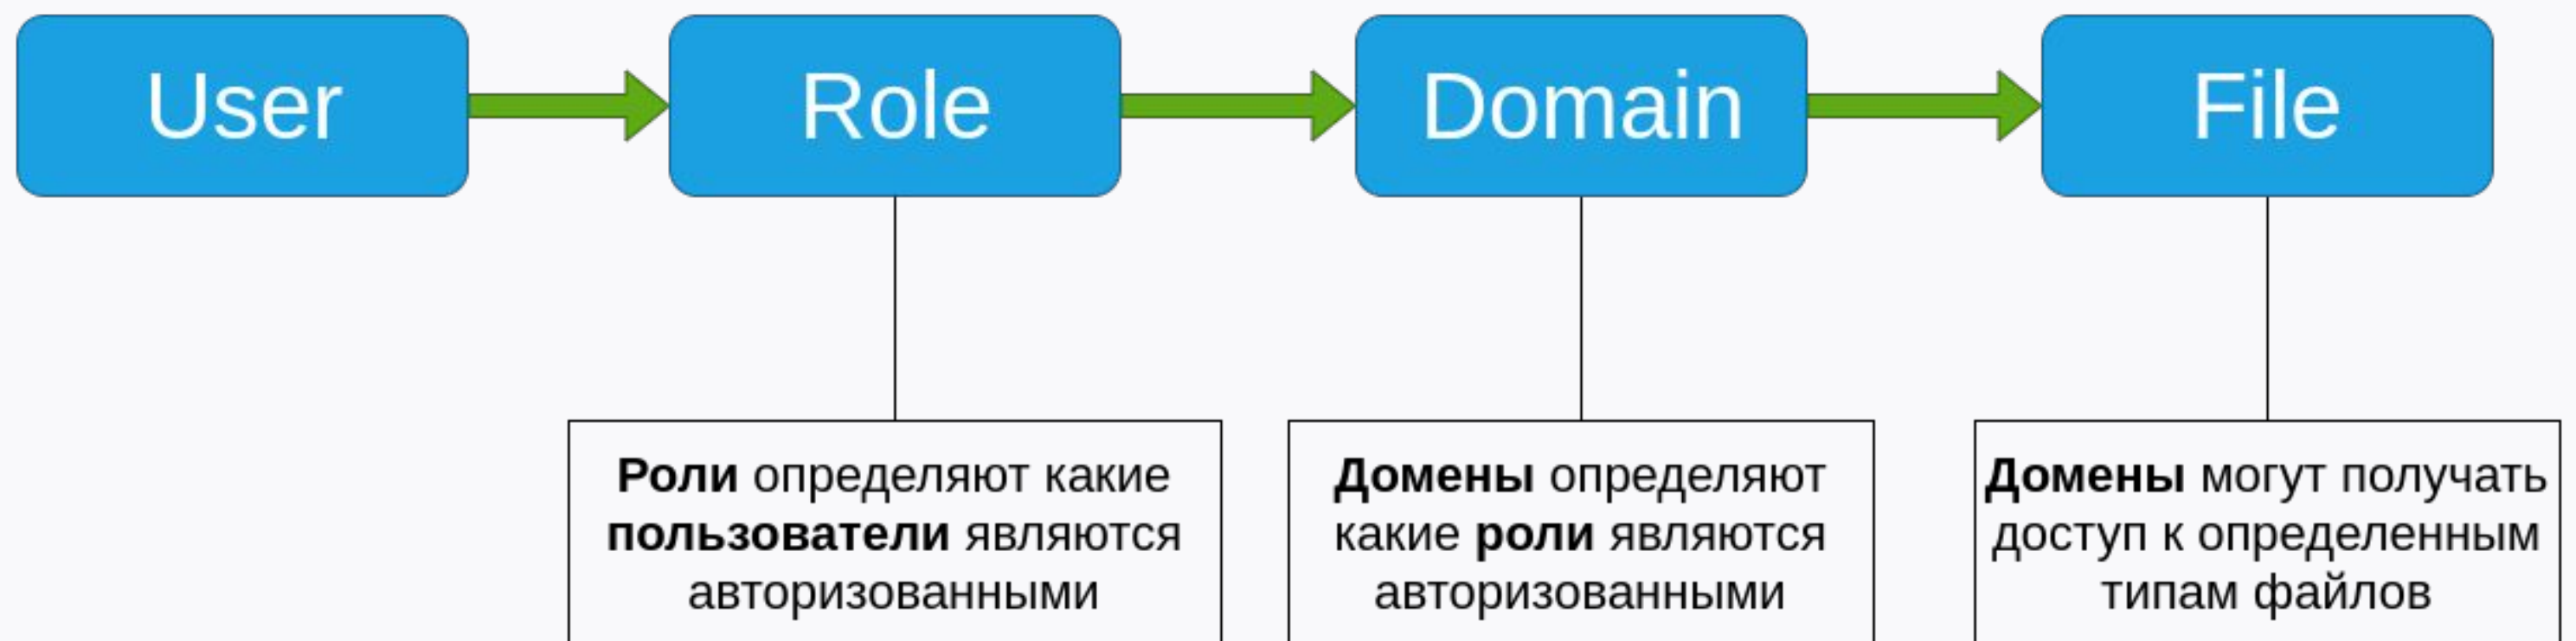 User
Role
Domain
File
Роли определяют какие
пользователи являются
авторизованными
Домены определяют
какие роли являются
авторизованными
Домены могут получать
доступ к определенным
типам файлов